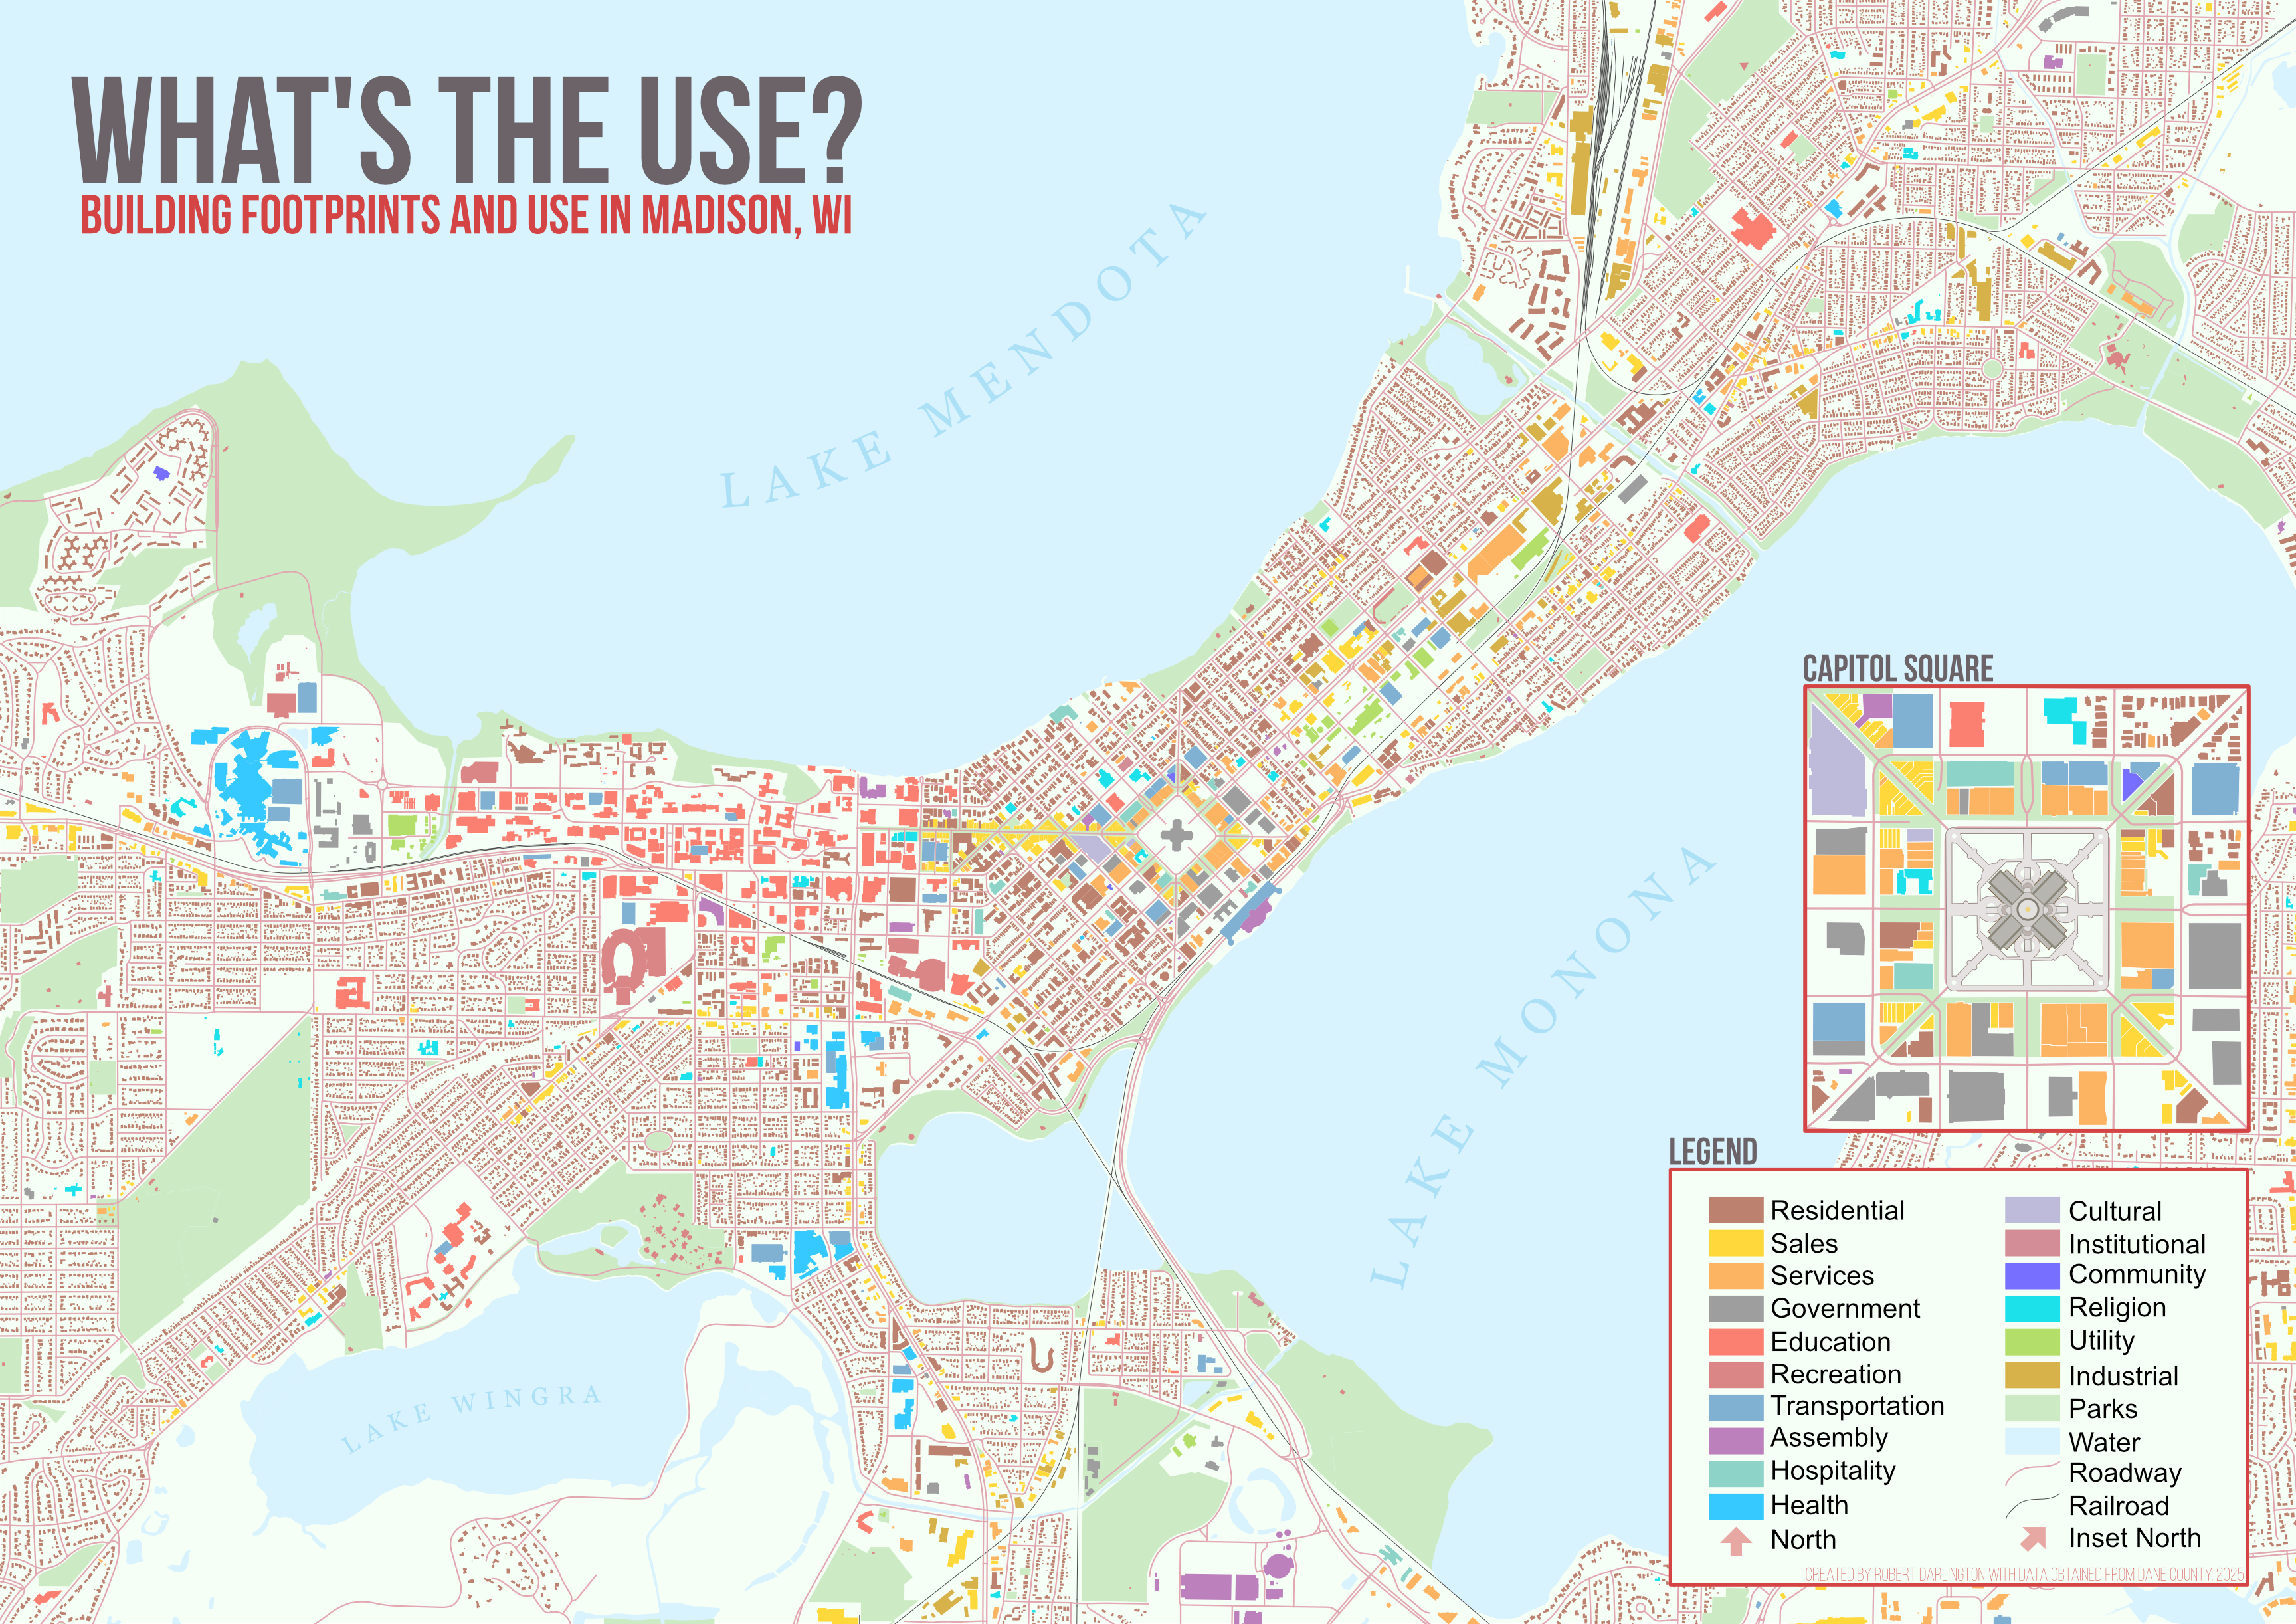 WHAT'S THE USE?
BUILDING FOOTPRINTS AND USE IN MADISON, WI
LAKE MENDOTA
CAPITOL SQUARE
LAKE MONONA
LAKE WINGRA
LEGEND
Residential
Sales
Services
Government
Education
Recreation
Transportation
Assembly
Hospitality
Health
North
Cultural
Institutional
Community
Religion
Utility
Industrial
Parks
Water
Roadway
Railroad
Inset North
CREATED BY ROBERT DARLINGTON WITH DATA OBTAINED FROM DANE COUNTY, 2025